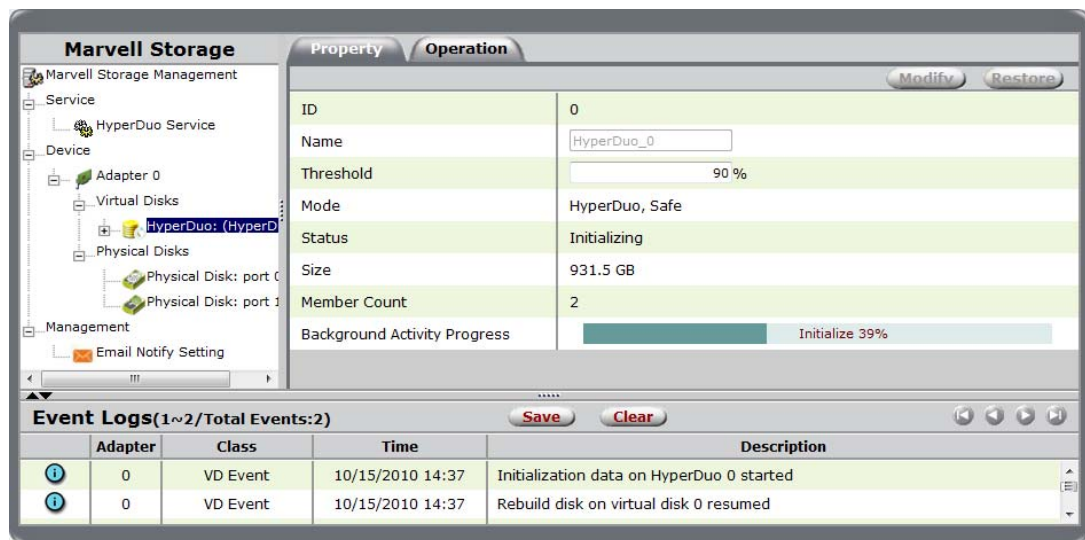 Marvell Storage
Marvell Storage Management
Service
HyperDuo Service
Device
Adapter 0
Virtual Disks
HyperDuo: (HyperD
Physical Disks
Physical Disk: port 0
Physical Disk: port 1
Management
Email Notify Setting
Property Operation
Modify Restore
ID 0
Name HyperDuo_0
Threshold 90 %
Mode HyperDuo, Safe
Status Initializing
Size 931.5 GB
Member Count 2
Background Activity Progress Initialize 39%
Event Logs(1~2/Total Events:2) Save Clear
Adapter Class Time Description
0 VD Event 10/15/2010 14:37 Initialization data on HyperDuo 0 started
0 VD Event 10/15/2010 14:37 Rebuild disk on virtual disk 0 resumed